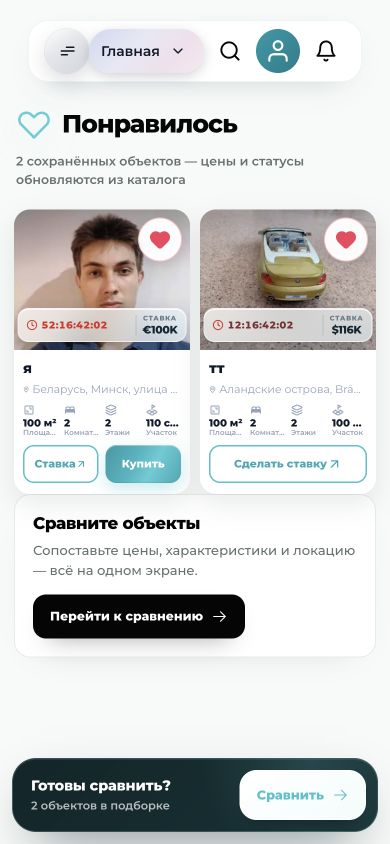 Главная
Понравилось
2 сохранённых объектов — цены и статусы
обновляются из каталога
52:16:42:02
СТАВКА
€100K
12:16:42:02
СТАВКА
$116K
я
Беларусь, Минск, улица ...
100 м² 2 2 110 с...
Площа... Комнат... Этажи Участок
Ставка Купить
тт
Аландские острова, Brä...
100 м² 2 2 100 ...
Площа... Комнат... Этажи Участок
Сделать ставку
Сравните объекты
Сопоставьте цены, характеристики и локацию
— всё на одном экране.
Перейти к сравнению
Готовы сравнить?
2 объектов в подборке
Сравнить